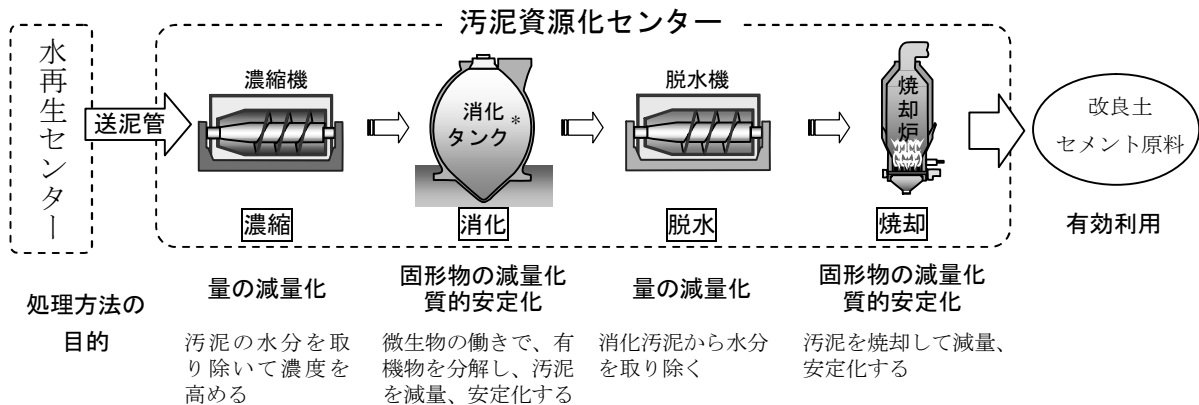 汚泥資源化センター
水再生センター
送泥管
濃縮機
消化
タンク*
脱水機
焼却炉
改良土
セメント原料
濃縮
消化
脱水
焼却
有効利用
処理方法の
目的
量の減量化
固形物の減量化
質的安定化
量の減量化
固形物の減量化
質的安定化
汚泥の水分を取
り除いて濃度を
高める
微生物の働きで、有
機物を分解し、汚泥
を減量、安定化する
消化汚泥から水分
を取り除く
汚泥を焼却して減量、
安定化する